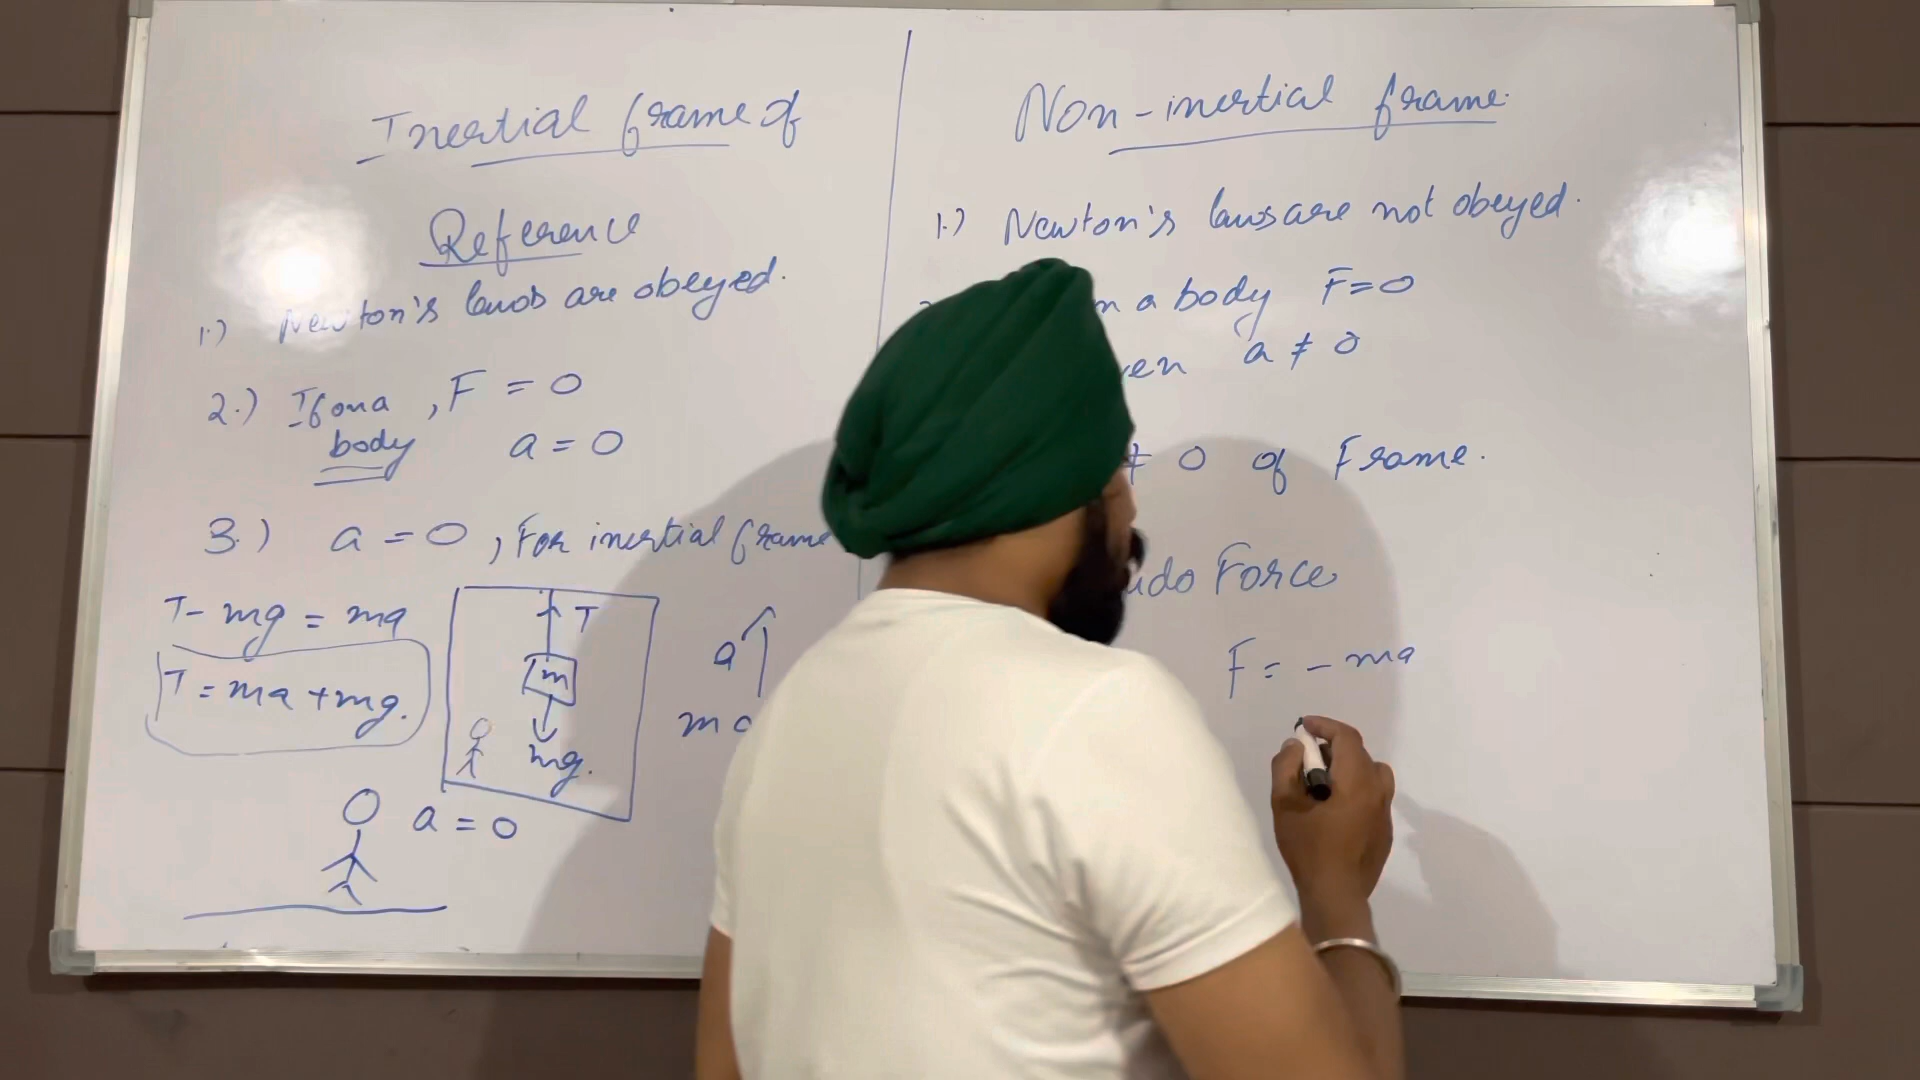 Inertial frame of
Reference
1.) Newton's laws are obeyed.
2.) If on a body, F = 0
a = 0
3.) a = 0, For inertial frame
T - mg = ma
T = ma + mg.
T
m
mg.
a
m
a = 0
Non-inertial frame.
1.) Newton's laws are not obeyed.
a body F = 0
a ≠ 0
≠ 0 of Frame.
Force
F = - ma